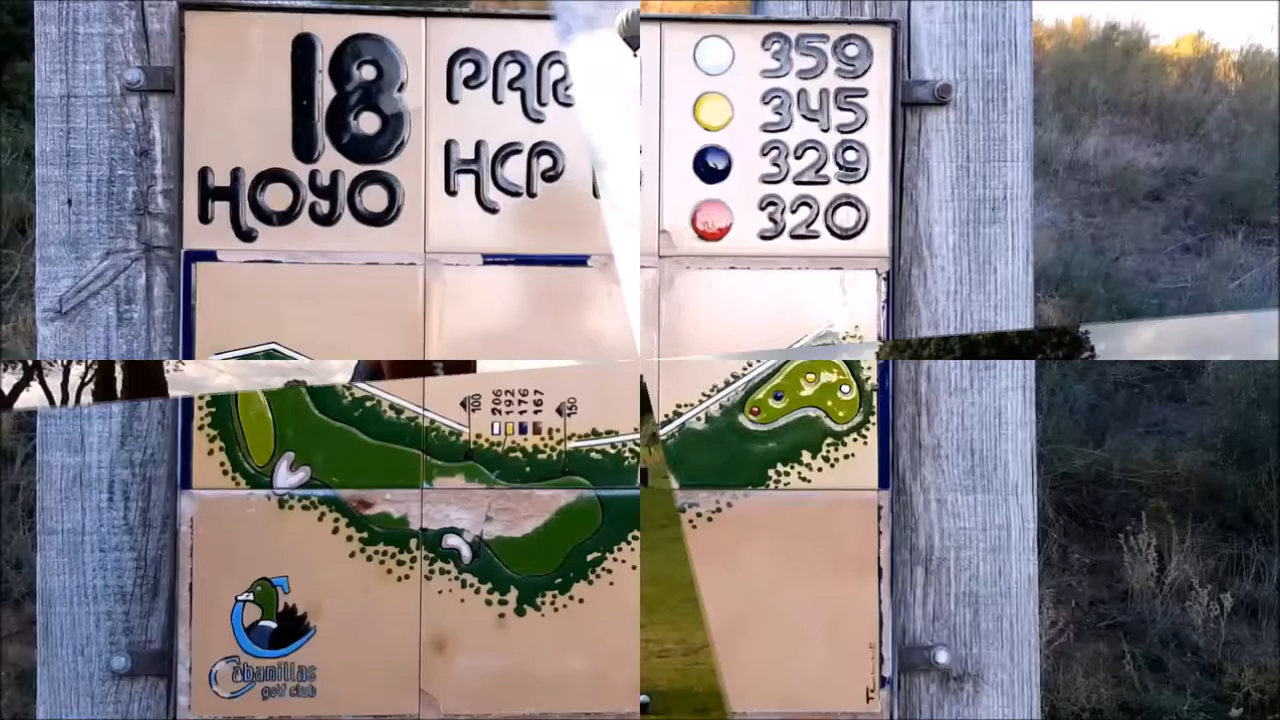 18
HOYO
PAR
HCP
359
345
329
320
100
206
192
176
167
150
Cabanillas
golf club